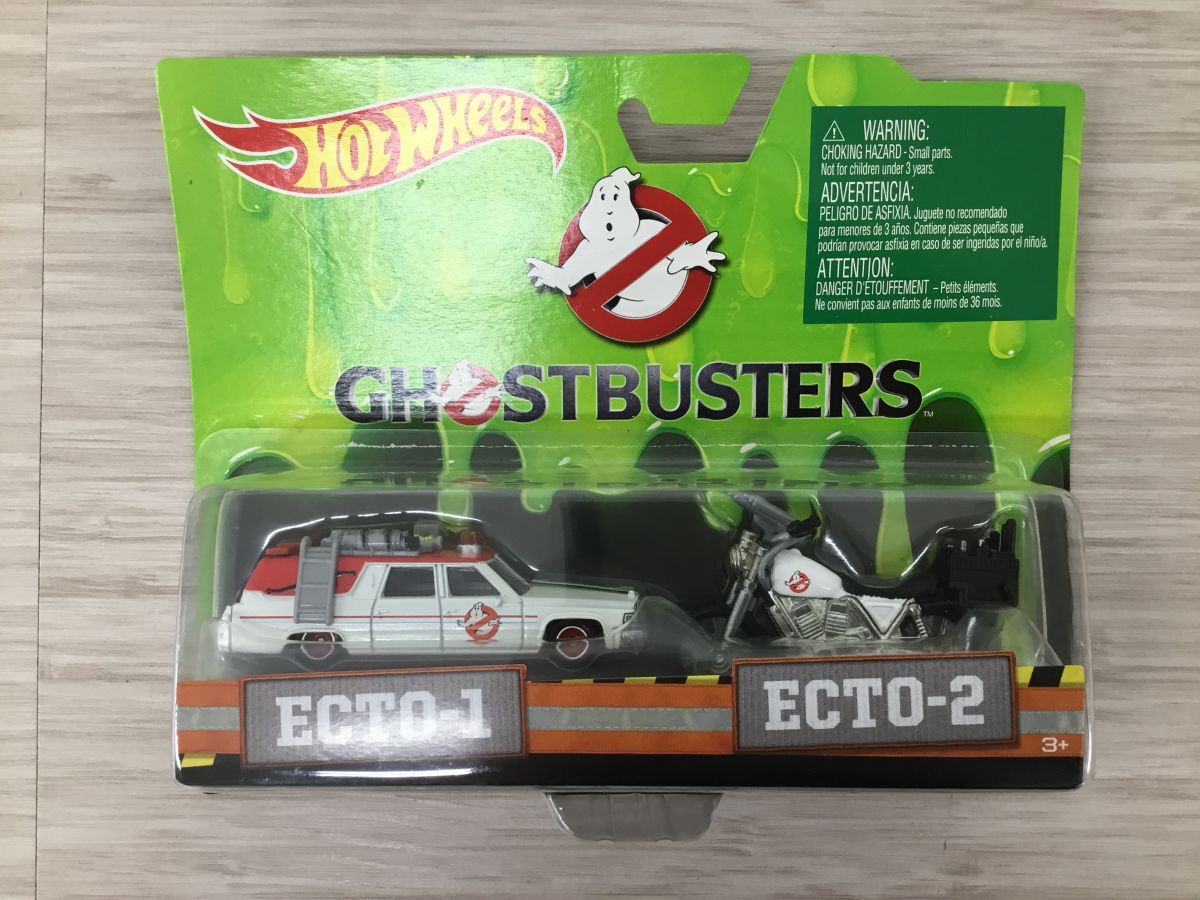 HOT WHEELS
WARNING:
CHOKING HAZARD - Small parts.
Not for children under 3 years.
ADVERTENCIA:
PELIGRO DE ASFIXIA. Juguete no recomendado
para menores de 3 años. Contiene piezas pequeñas que
podrían provocar asfixia en caso de ser ingeridas por el niño/a.
ATTENTION:
DANGER D'ÉTOUFFEMENT – Petits éléments.
Ne convient pas aux enfants de moins de 36 mois.
GHOSTBUSTERS™
ECTO-1
ECTO-2
3+